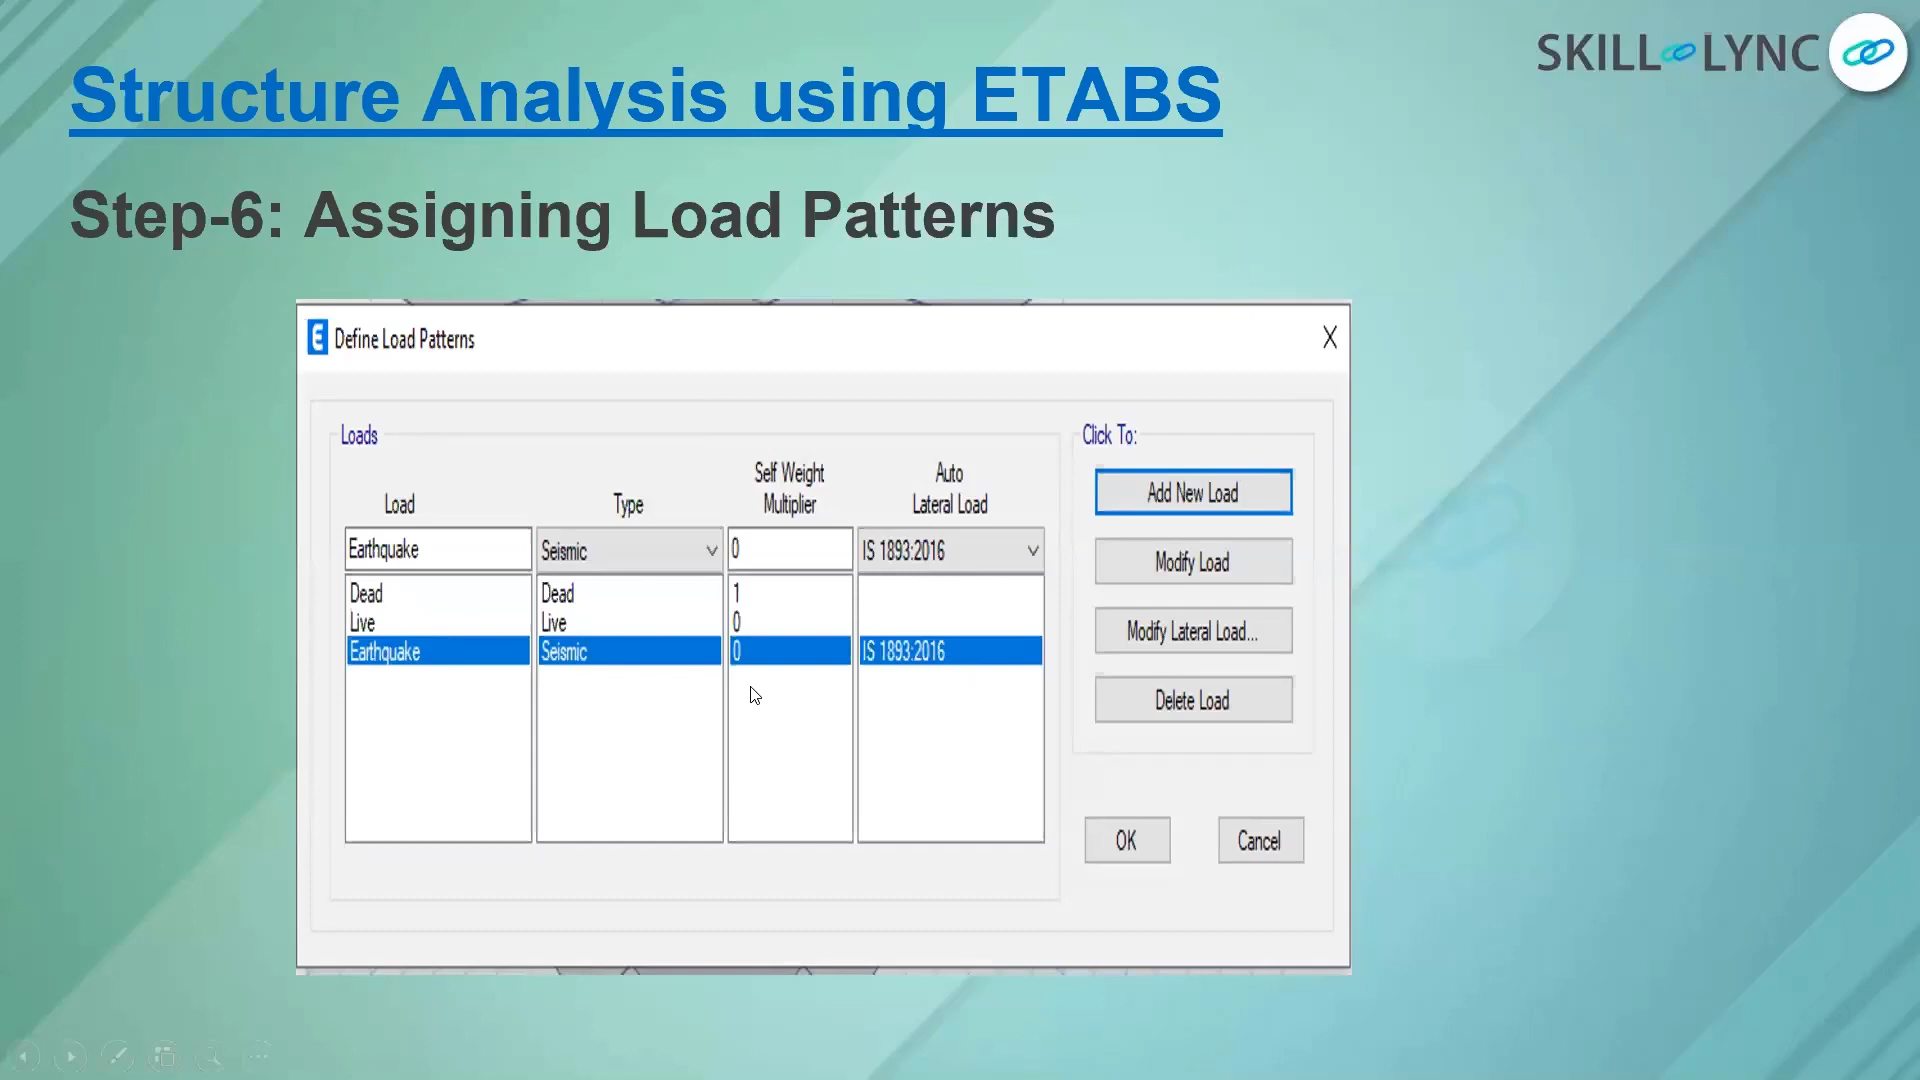 SKILL LYNC
Structure Analysis using ETABS
Step-6: Assigning Load Patterns
E Define Load Patterns X
Loads
Click To:
Load Type Self Weight Multiplier Auto Lateral Load
Earthquake Seismic 0 IS 1893:2016
Dead Dead 1
Live Live 0
Earthquake Seismic 0 IS 1893:2016
Add New Load
Modify Load
Modify Lateral Load...
Delete Load
OK Cancel